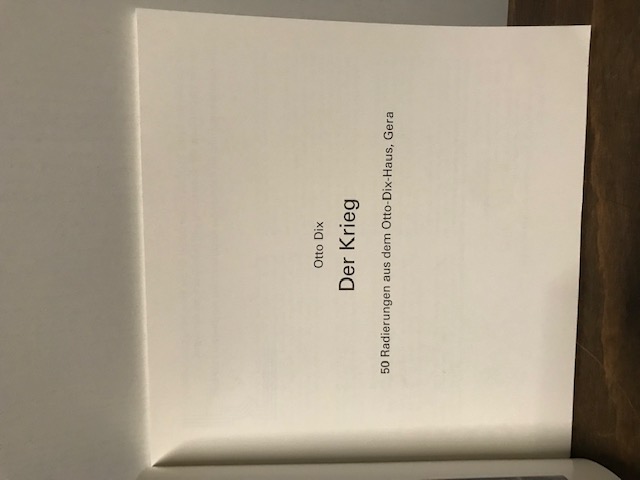 Otto Dix
Der Krieg
50 Radierungen aus dem Otto-Dix-Haus, Gera